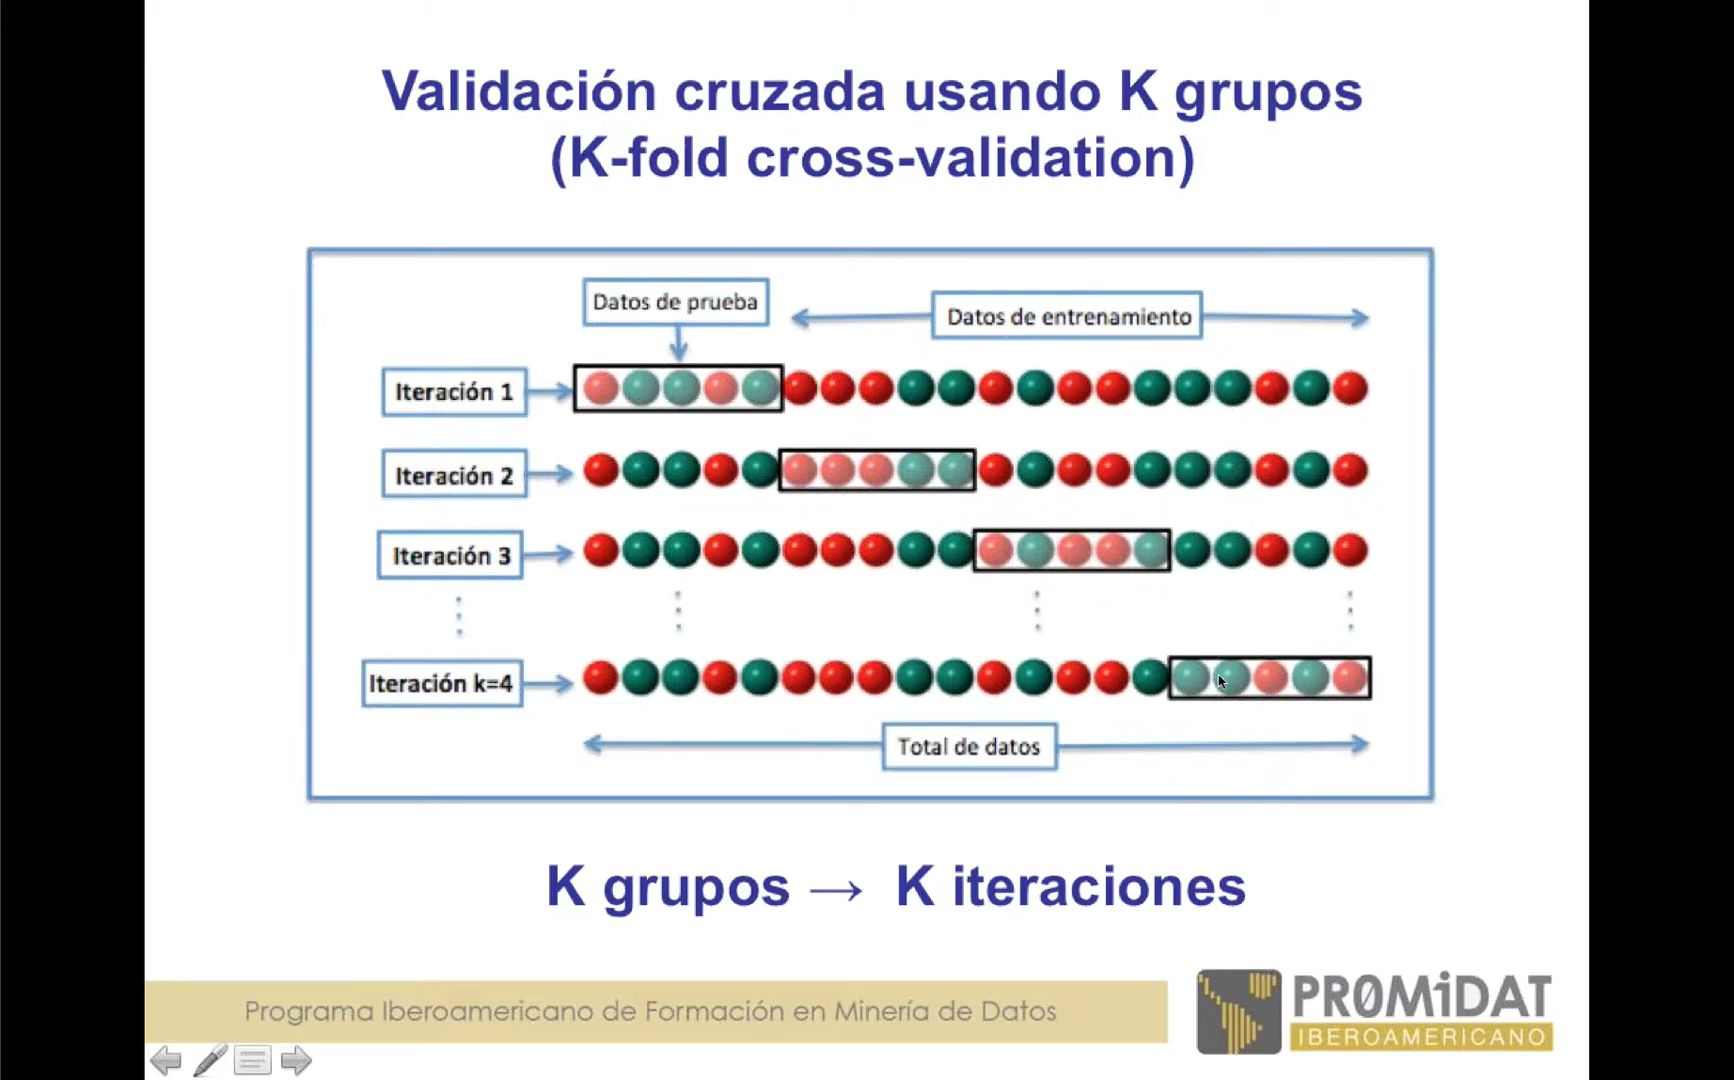 Validación cruzada usando K grupos
(K-fold cross-validation)
Datos de prueba
Datos de entrenamiento
Iteración 1
Iteración 2
Iteración 3
Iteración k=4
Total de datos
K grupos → K iteraciones
Programa Iberoamericano de Formación en Minería de Datos
PR0MiDAT
IBEROAMERICANO